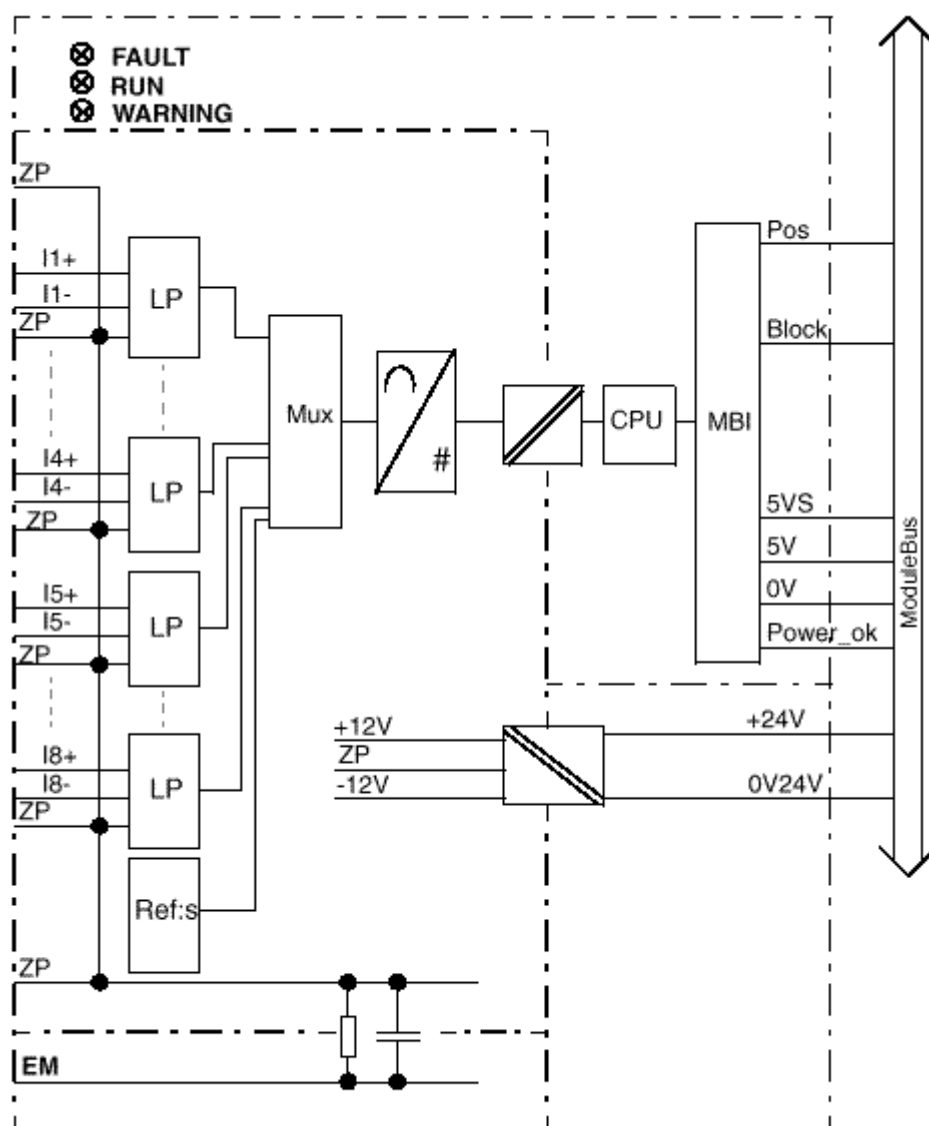 FAULT
RUN
WARNING
ZP
I1+
I1-
ZP
LP
Pos
Block
Mux
#
CPU
MBI
I4+
I4-
ZP
LP
5VS
5V
0V
Power_ok
ModuleBus
I5+
I5-
ZP
LP
+12V
ZP
-12V
+24V
0V24V
I8+
I8-
ZP
LP
Ref:s
ZP
EM